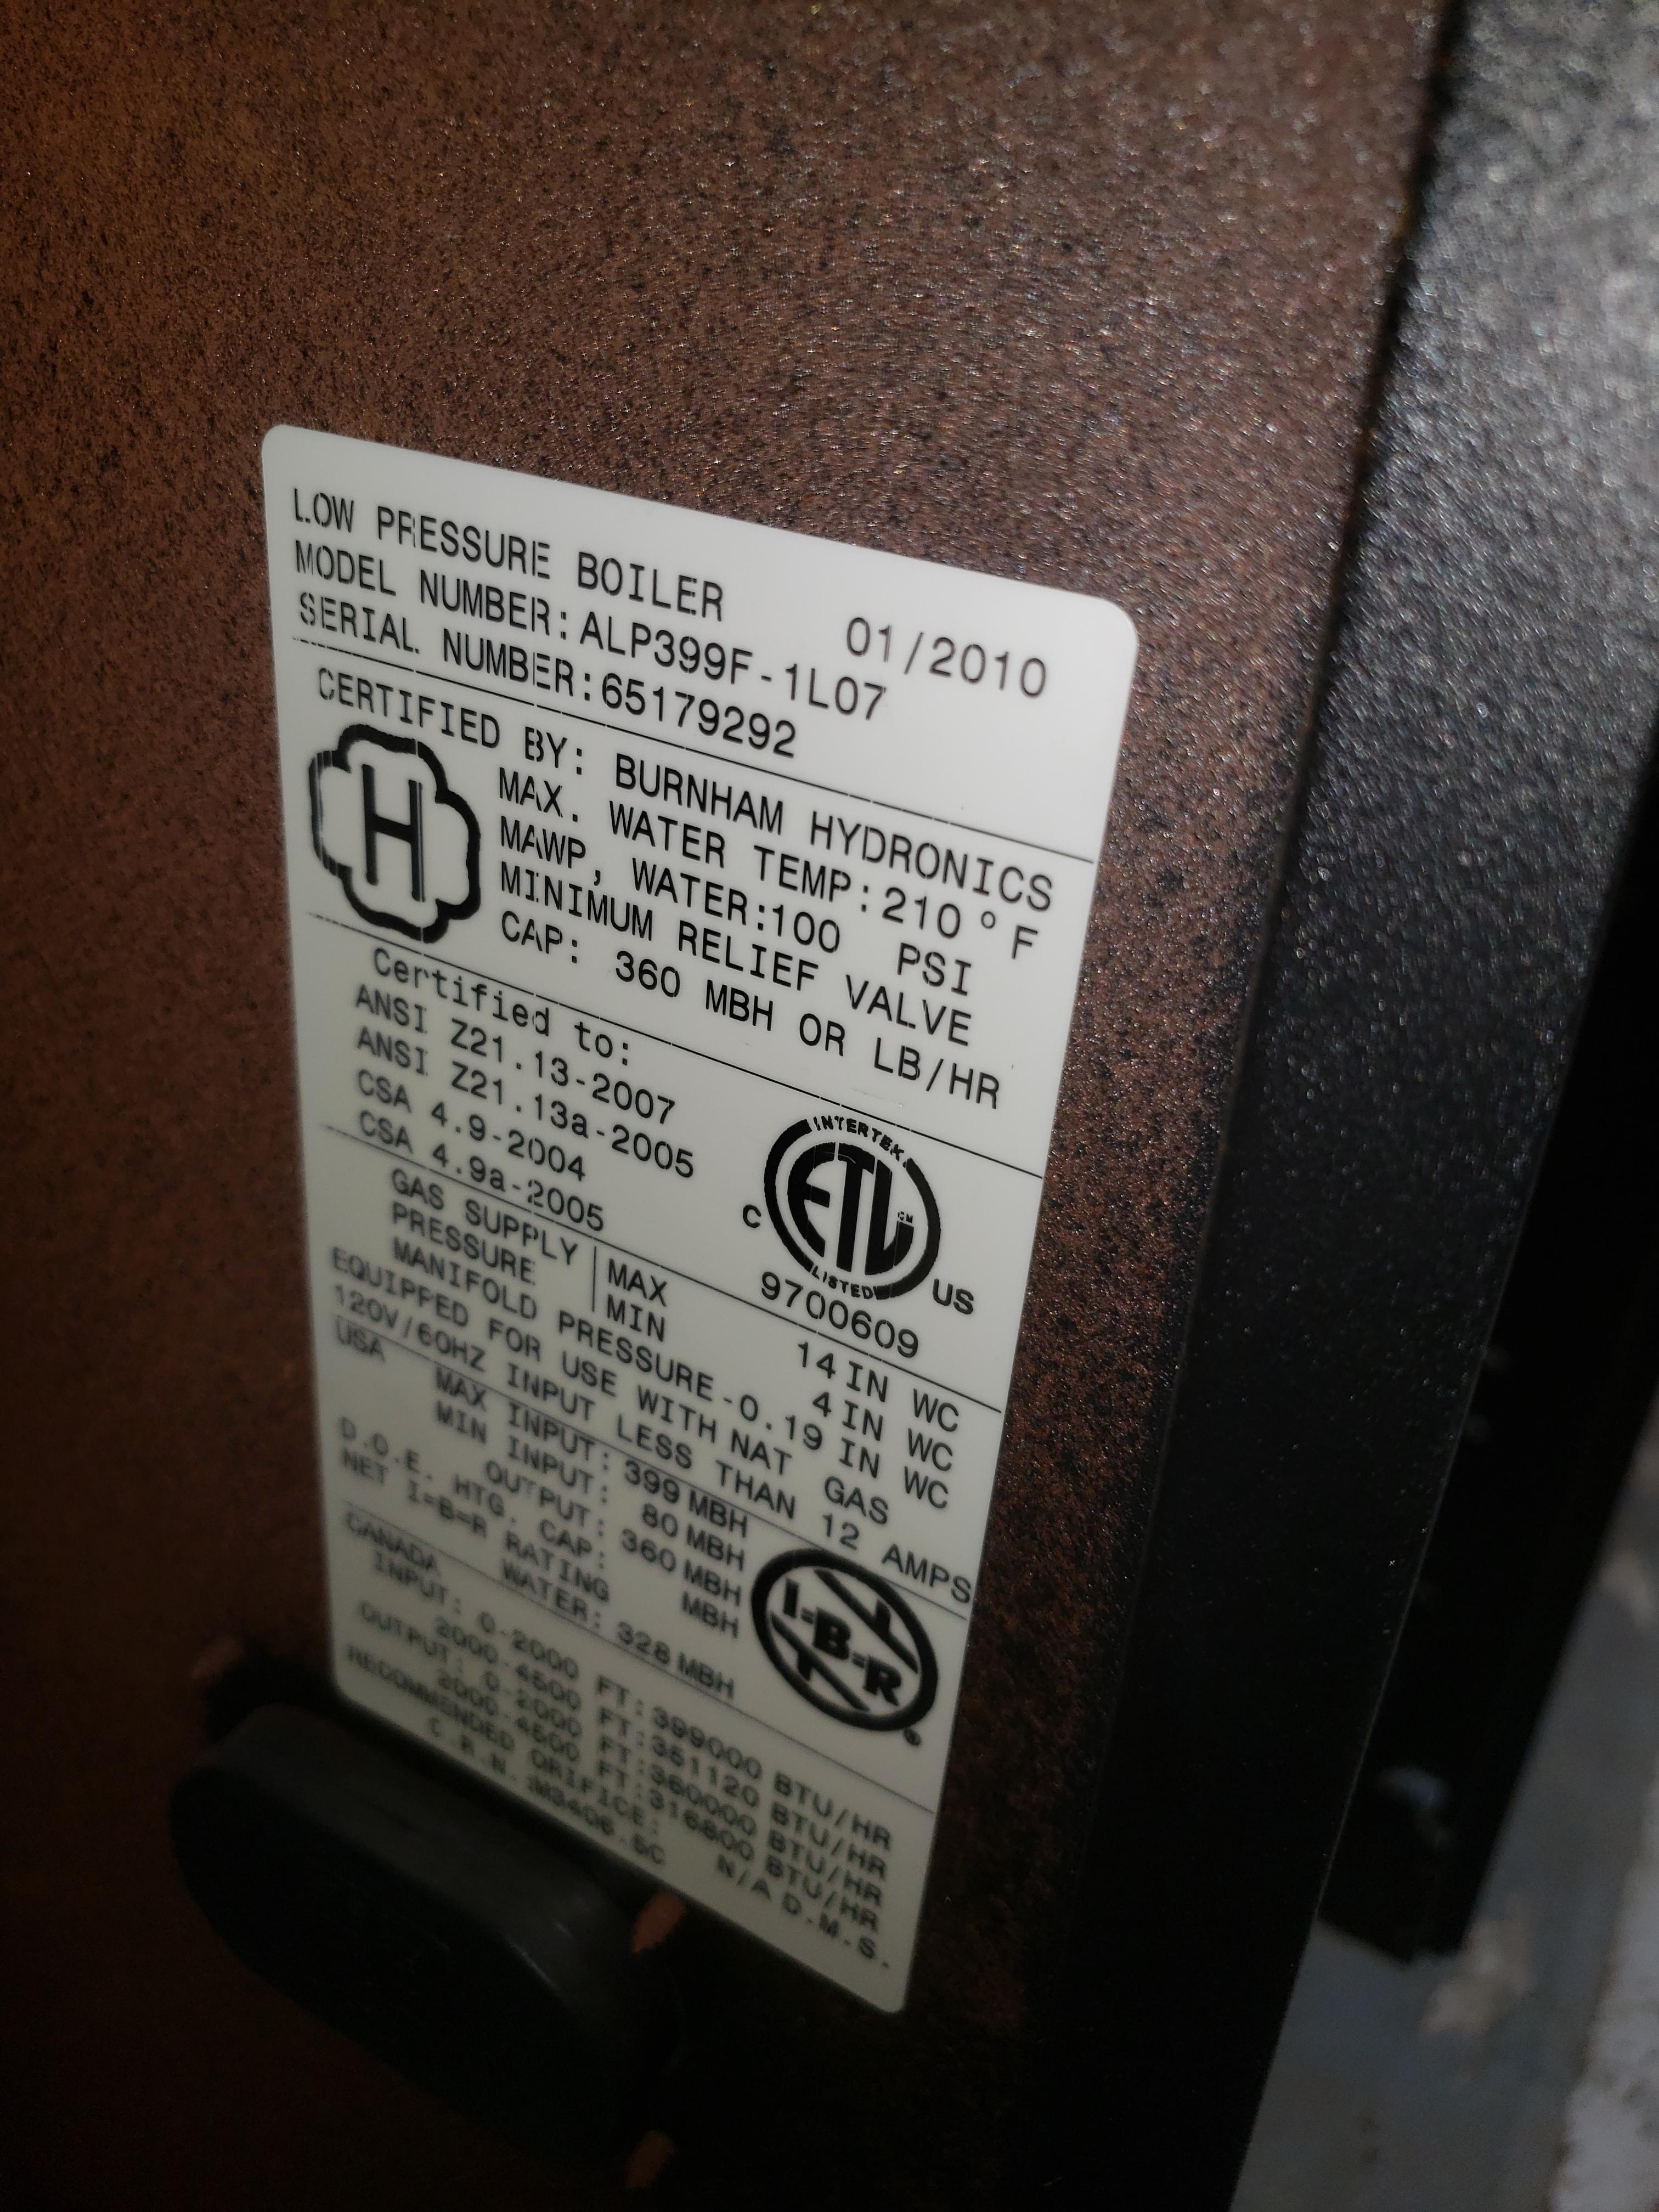 LOW PRESSURE BOILER 01/2010
MODEL NUMBER:ALP399F-1L07
SERIAL NUMBER:65179292
CERTIFIED BY: BURNHAM HYDRONICS
H
MAX. WATER TEMP:210°F
MAWP, WATER:100 PSI
MINIMUM RELIEF VALVE
CAP: 360 MBH OR LB/HR
Certified to:
ANSI Z21.13-2007
ANSI Z21.13a-2005
CSA 4.9-2004
CSA 4.9a-2005
INTERTEK
C ETL US
LISTED
9700609
GAS SUPPLY MAX 14 IN WC
PRESSURE MIN 4 IN WC
MANIFOLD PRESSURE-0.19 IN WC
EQUIPPED FOR USE WITH NAT GAS
120V/60HZ INPUT LESS THAN 12 AMPS
USA MAX INPUT: 399 MBH
MIN INPUT: 80 MBH
OUTPUT: 360 MBH
D.O.E. HTG. CAP: MBH
NET I=B=R RATING
WATER: 328 MBH
I=B=R
CANADA
INPUT: 0-2000 FT:399000 BTU/HR
2000-4500 FT:351120 BTU/HR
OUTPUT: 0-2000 FT:360000 BTU/HR
2000-4500 FT:316800 BTU/HR
RECOMMENDED ORIFICE: N/A D.M.S.
C.R.N.